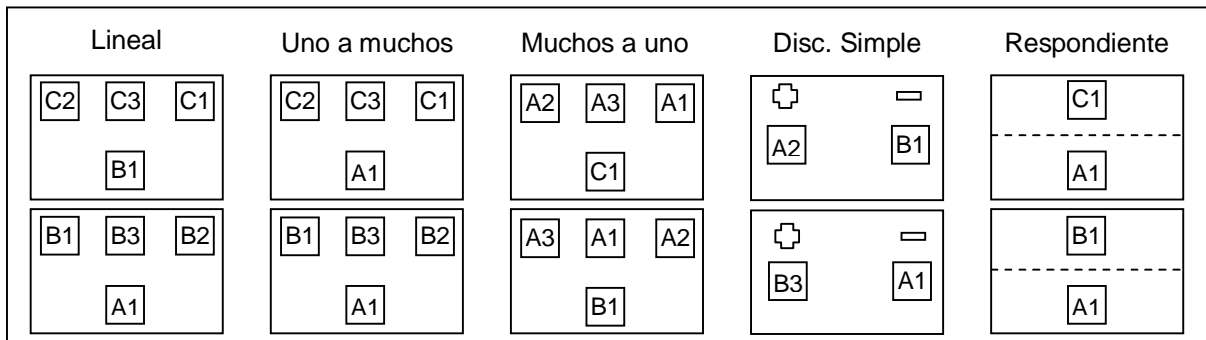 Lineal Uno a muchos Muchos a uno Disc. Simple Respondiente
C2 C3 C1 C2 C3 C1 A2 A3 A1 C1
A2 B1
B1 A1 C1 A1
B1 B3 B2 B1 B3 B2 A3 A1 A2 B1
B3 A1
A1 A1 B1 A1